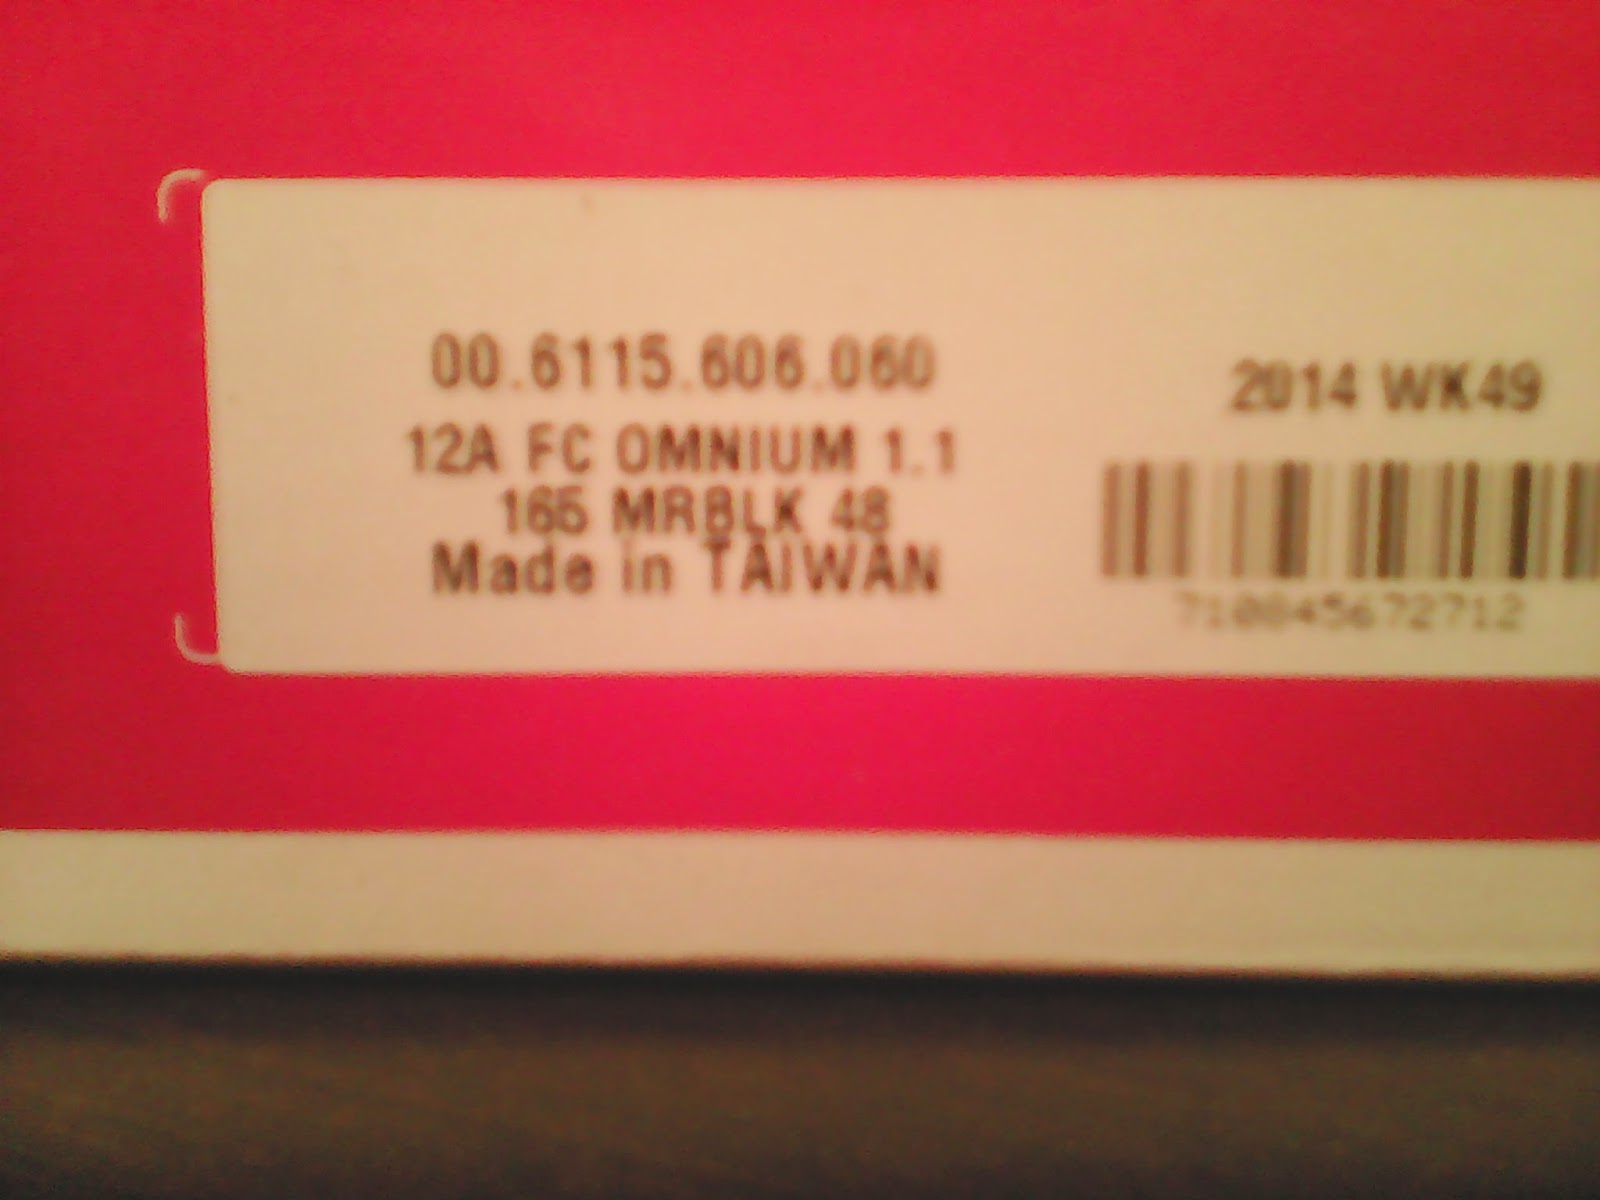 00.6115.606.060
12A FC OMNIUM 1.1
165 MRBLK 48
Made in TAIWAN
2014 WK49
710845672712